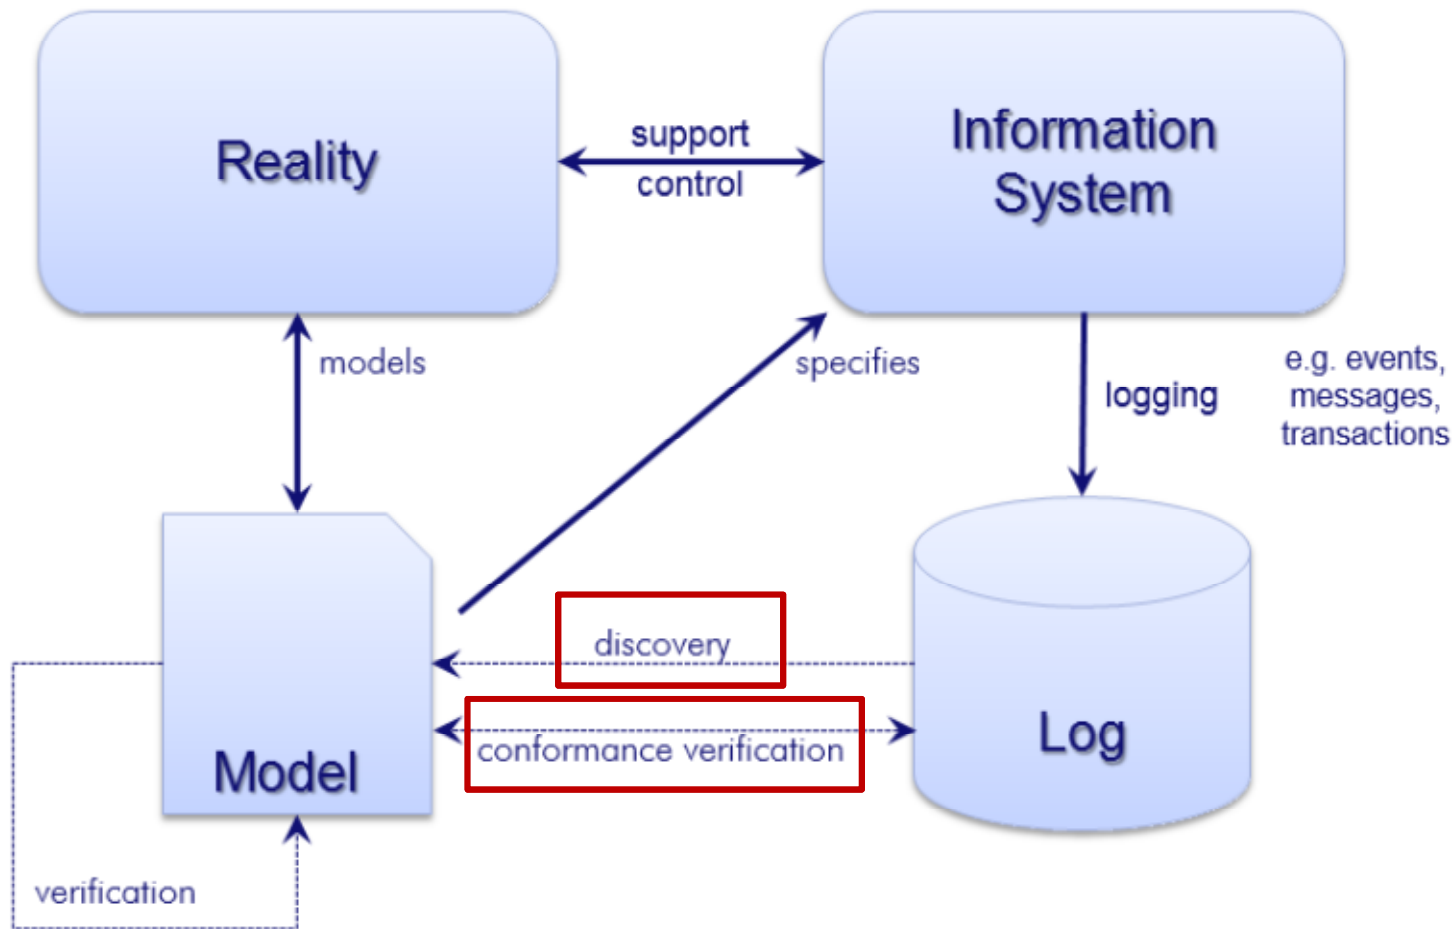 Reality
support
control
Information
System
models
specifies
logging
e.g. events,
messages,
transactions
discovery
conformance verification
Model
Log
verification